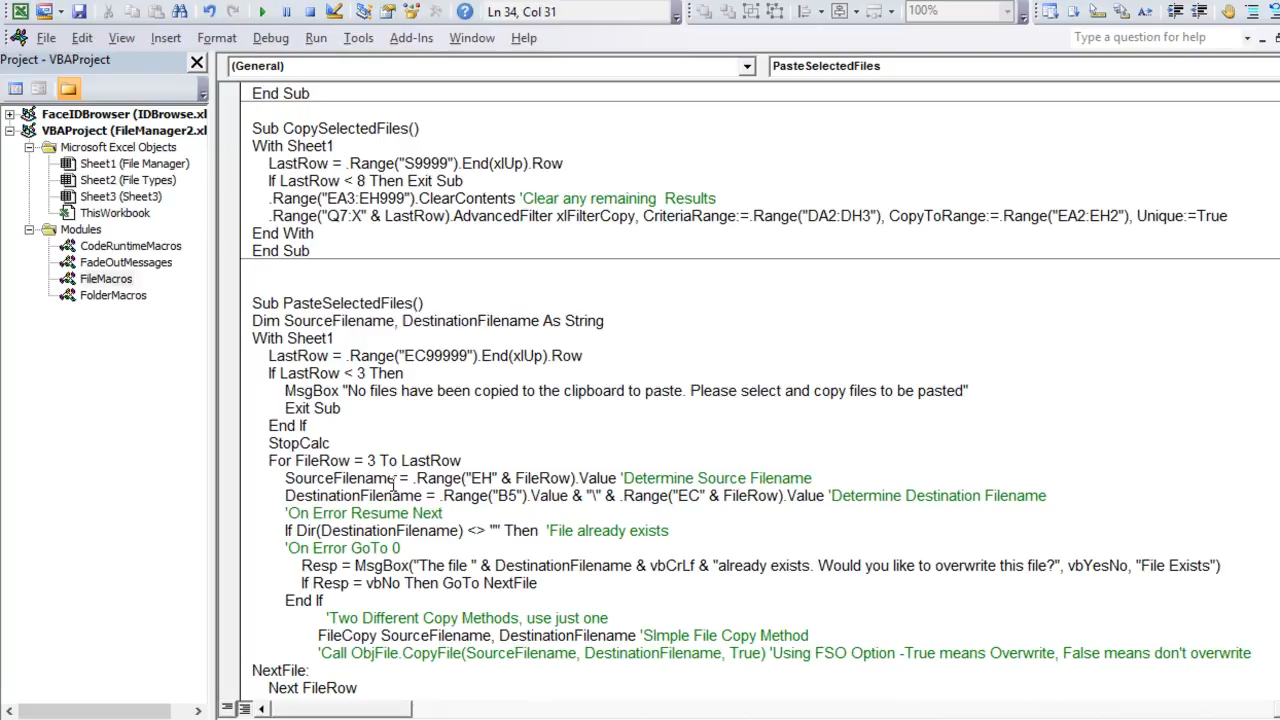 Ln 34, Col 31
100%
File Edit View Insert Format Debug Run Tools Add-Ins Window Help
Type a question for help
Project - VBAProject
(General)
PasteSelectedFiles
FaceIDBrowser (IDBrowse.xl
VBAProject (FileManager2.xl
Microsoft Excel Objects
Sheet1 (File Manager)
Sheet2 (File Types)
Sheet3 (Sheet3)
ThisWorkbook
Modules
CodeRuntimeMacros
FadeOutMessages
FileMacros
FolderMacros
End Sub
Sub CopySelectedFiles()
With Sheet1
LastRow = .Range("S9999").End(xlUp).Row
If LastRow < 8 Then Exit Sub
.Range("EA3:EH999").ClearContents 'Clear any remaining  Results
.Range("Q7:X" & LastRow).AdvancedFilter xlFilterCopy, CriteriaRange:=.Range("DA2:DH3"), CopyToRange:=.Range("EA2:EH2"), Unique:=True
End With
End Sub
Sub PasteSelectedFiles()
Dim SourceFilename, DestinationFilename As String
With Sheet1
LastRow = .Range("EC99999").End(xlUp).Row
If LastRow < 3 Then
MsgBox "No files have been copied to the clipboard to paste. Please select and copy files to be pasted"
Exit Sub
End If
StopCalc
For FileRow = 3 To LastRow
SourceFilename = .Range("EH" & FileRow).Value 'Determine Source Filename
DestinationFilename = .Range("B5").Value & "\" & .Range("EC" & FileRow).Value 'Determine Destination Filename
'On Error Resume Next
If Dir(DestinationFilename) <> "" Then  'File already exists
'On Error GoTo 0
Resp = MsgBox("The file " & DestinationFilename & vbCrLf & "already exists. Would you like to overwrite this file?", vbYesNo, "File Exists")
If Resp = vbNo Then GoTo NextFile
End If
'Two Different Copy Methods, use just one
FileCopy SourceFilename, DestinationFilename 'SImple File Copy Method
'Call ObjFile.CopyFile(SourceFilename, DestinationFilename, True) 'Using FSO Option -True means Overwrite, False means don't overwrite
NextFile:
Next FileRow